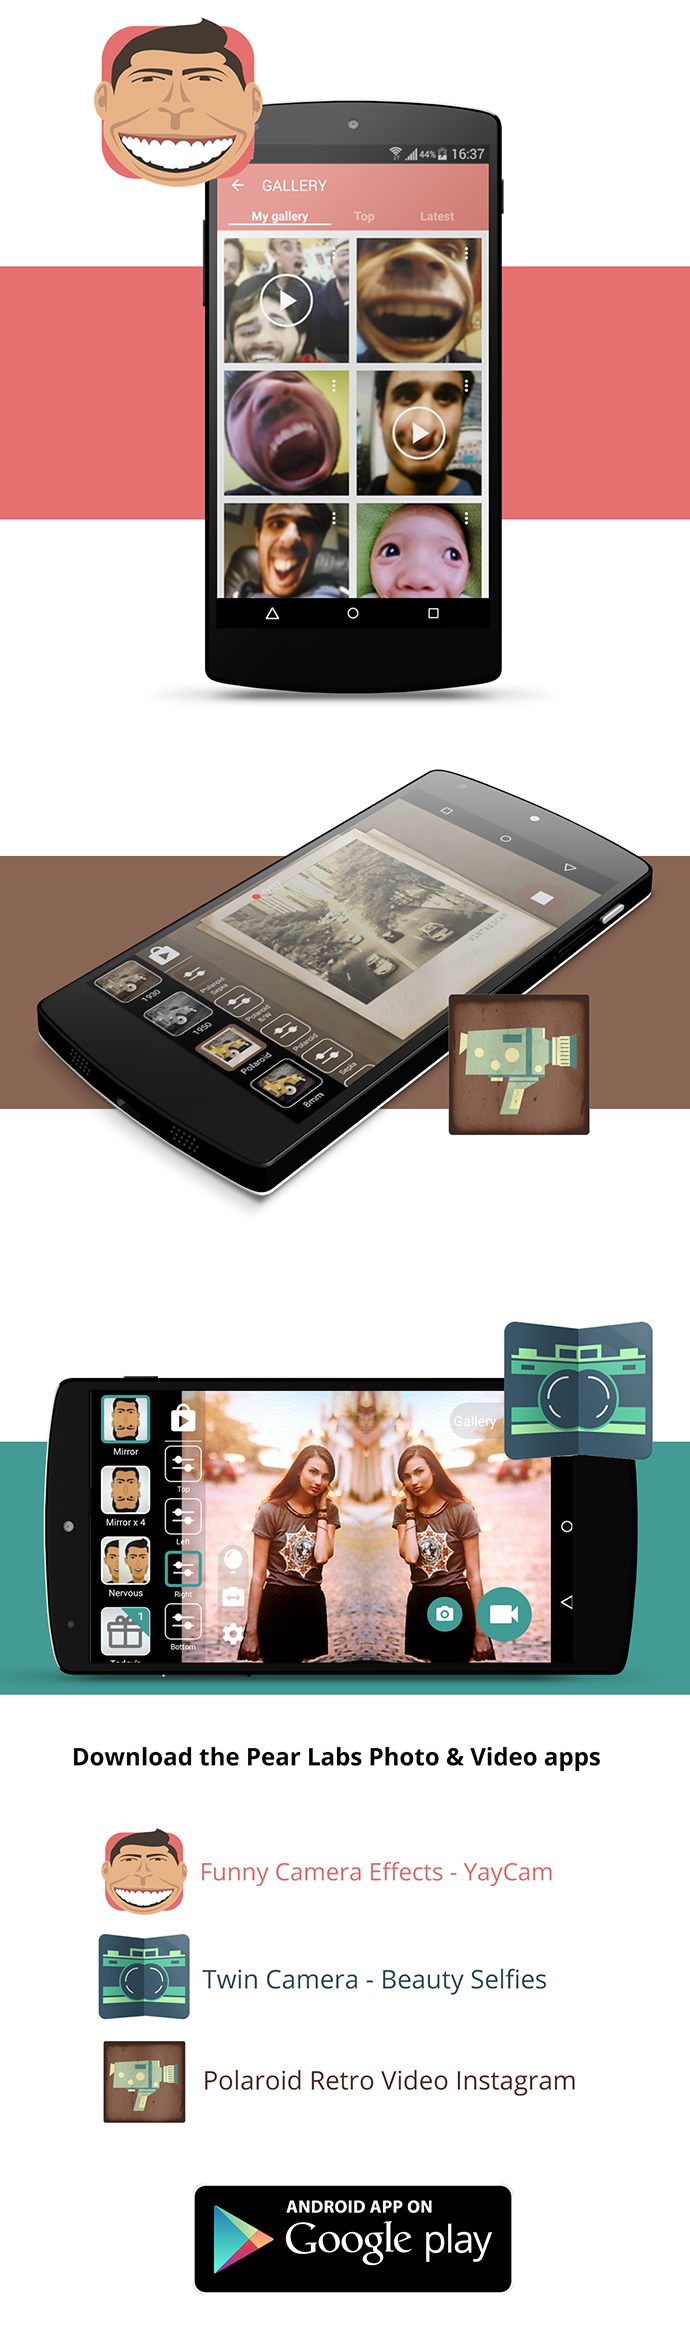 44% 16:37
GALLERY
My gallery Top Latest
VINTAGECAM
1930
1950
Polaroid
8mm
Polaroid Sepia
Polaroid B/W
Polaroid
Sepia
Gallery
Mirror
Mirror x 4
Nervous
1
Top
Left
Right
Bottom
Download the Pear Labs Photo & Video apps
Funny Camera Effects - YayCam
Twin Camera - Beauty Selfies
Polaroid Retro Video Instagram
ANDROID APP ON
Google play